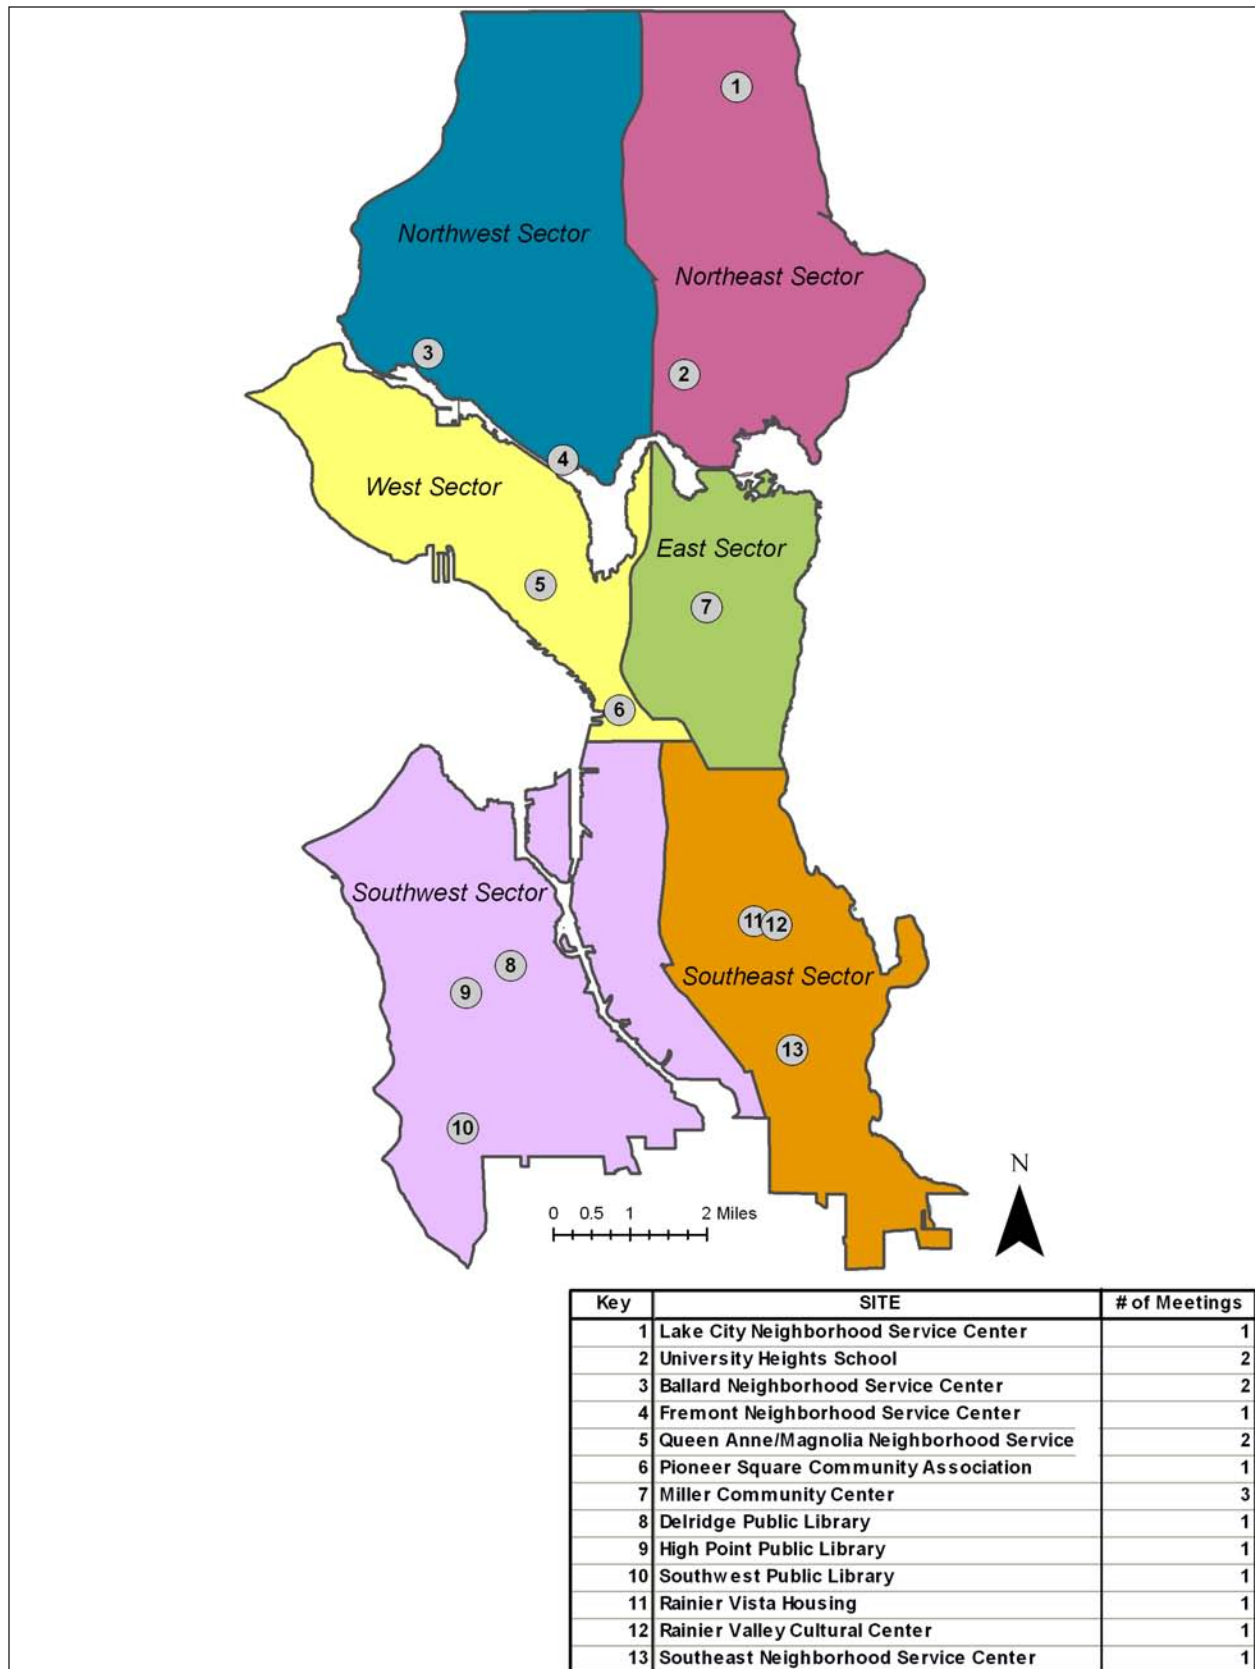 1
Northwest Sector
Northeast Sector
3
2
4
West Sector
East Sector
5
7
6
Southwest Sector
11 12
8
Southeast Sector
9
13
10
N
0 0.5 1 2 Miles
Key SITE # of Meetings
1 Lake City Neighborhood Service Center 1
2 University Heights School 2
3 Ballard Neighborhood Service Center 2
4 Fremont Neighborhood Service Center 1
5 Queen Anne/Magnolia Neighborhood Service 2
6 Pioneer Square Community Association 1
7 Miller Community Center 3
8 Delridge Public Library 1
9 High Point Public Library 1
10 Southwest Public Library 1
11 Rainier Vista Housing 1
12 Rainier Valley Cultural Center 1
13 Southeast Neighborhood Service Center 1